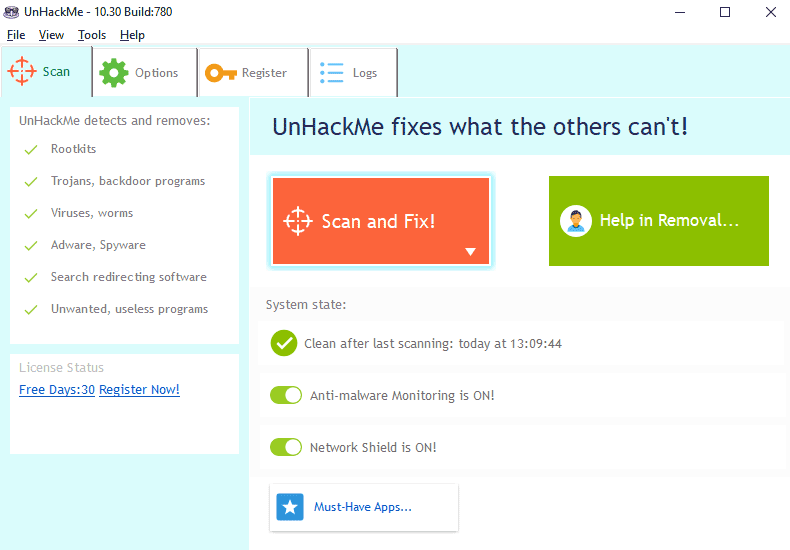 UnHackMe - 10.30 Build:780
File View Tools Help
Scan Options Register Logs
UnHackMe detects and removes:
Rootkits
Trojans, backdoor programs
Viruses, worms
Adware, Spyware
Search redirecting software
Unwanted, useless programs
License Status
Free Days:30 Register Now!
UnHackMe fixes what the others can't!
Scan and Fix!
Help in Removal...
System state:
Clean after last scanning: today at 13:09:44
Anti-malware Monitoring is ON!
Network Shield is ON!
Must-Have Apps...